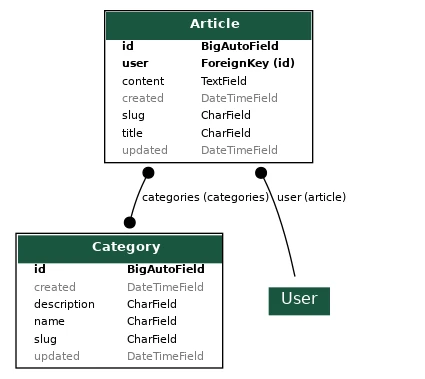 Article
id BigAutoField
user ForeignKey (id)
content TextField
created DateTimeField
slug CharField
title CharField
updated DateTimeField
categories (categories) user (article)
Category
id BigAutoField
created DateTimeField
description CharField
name CharField
slug CharField
updated DateTimeField
User